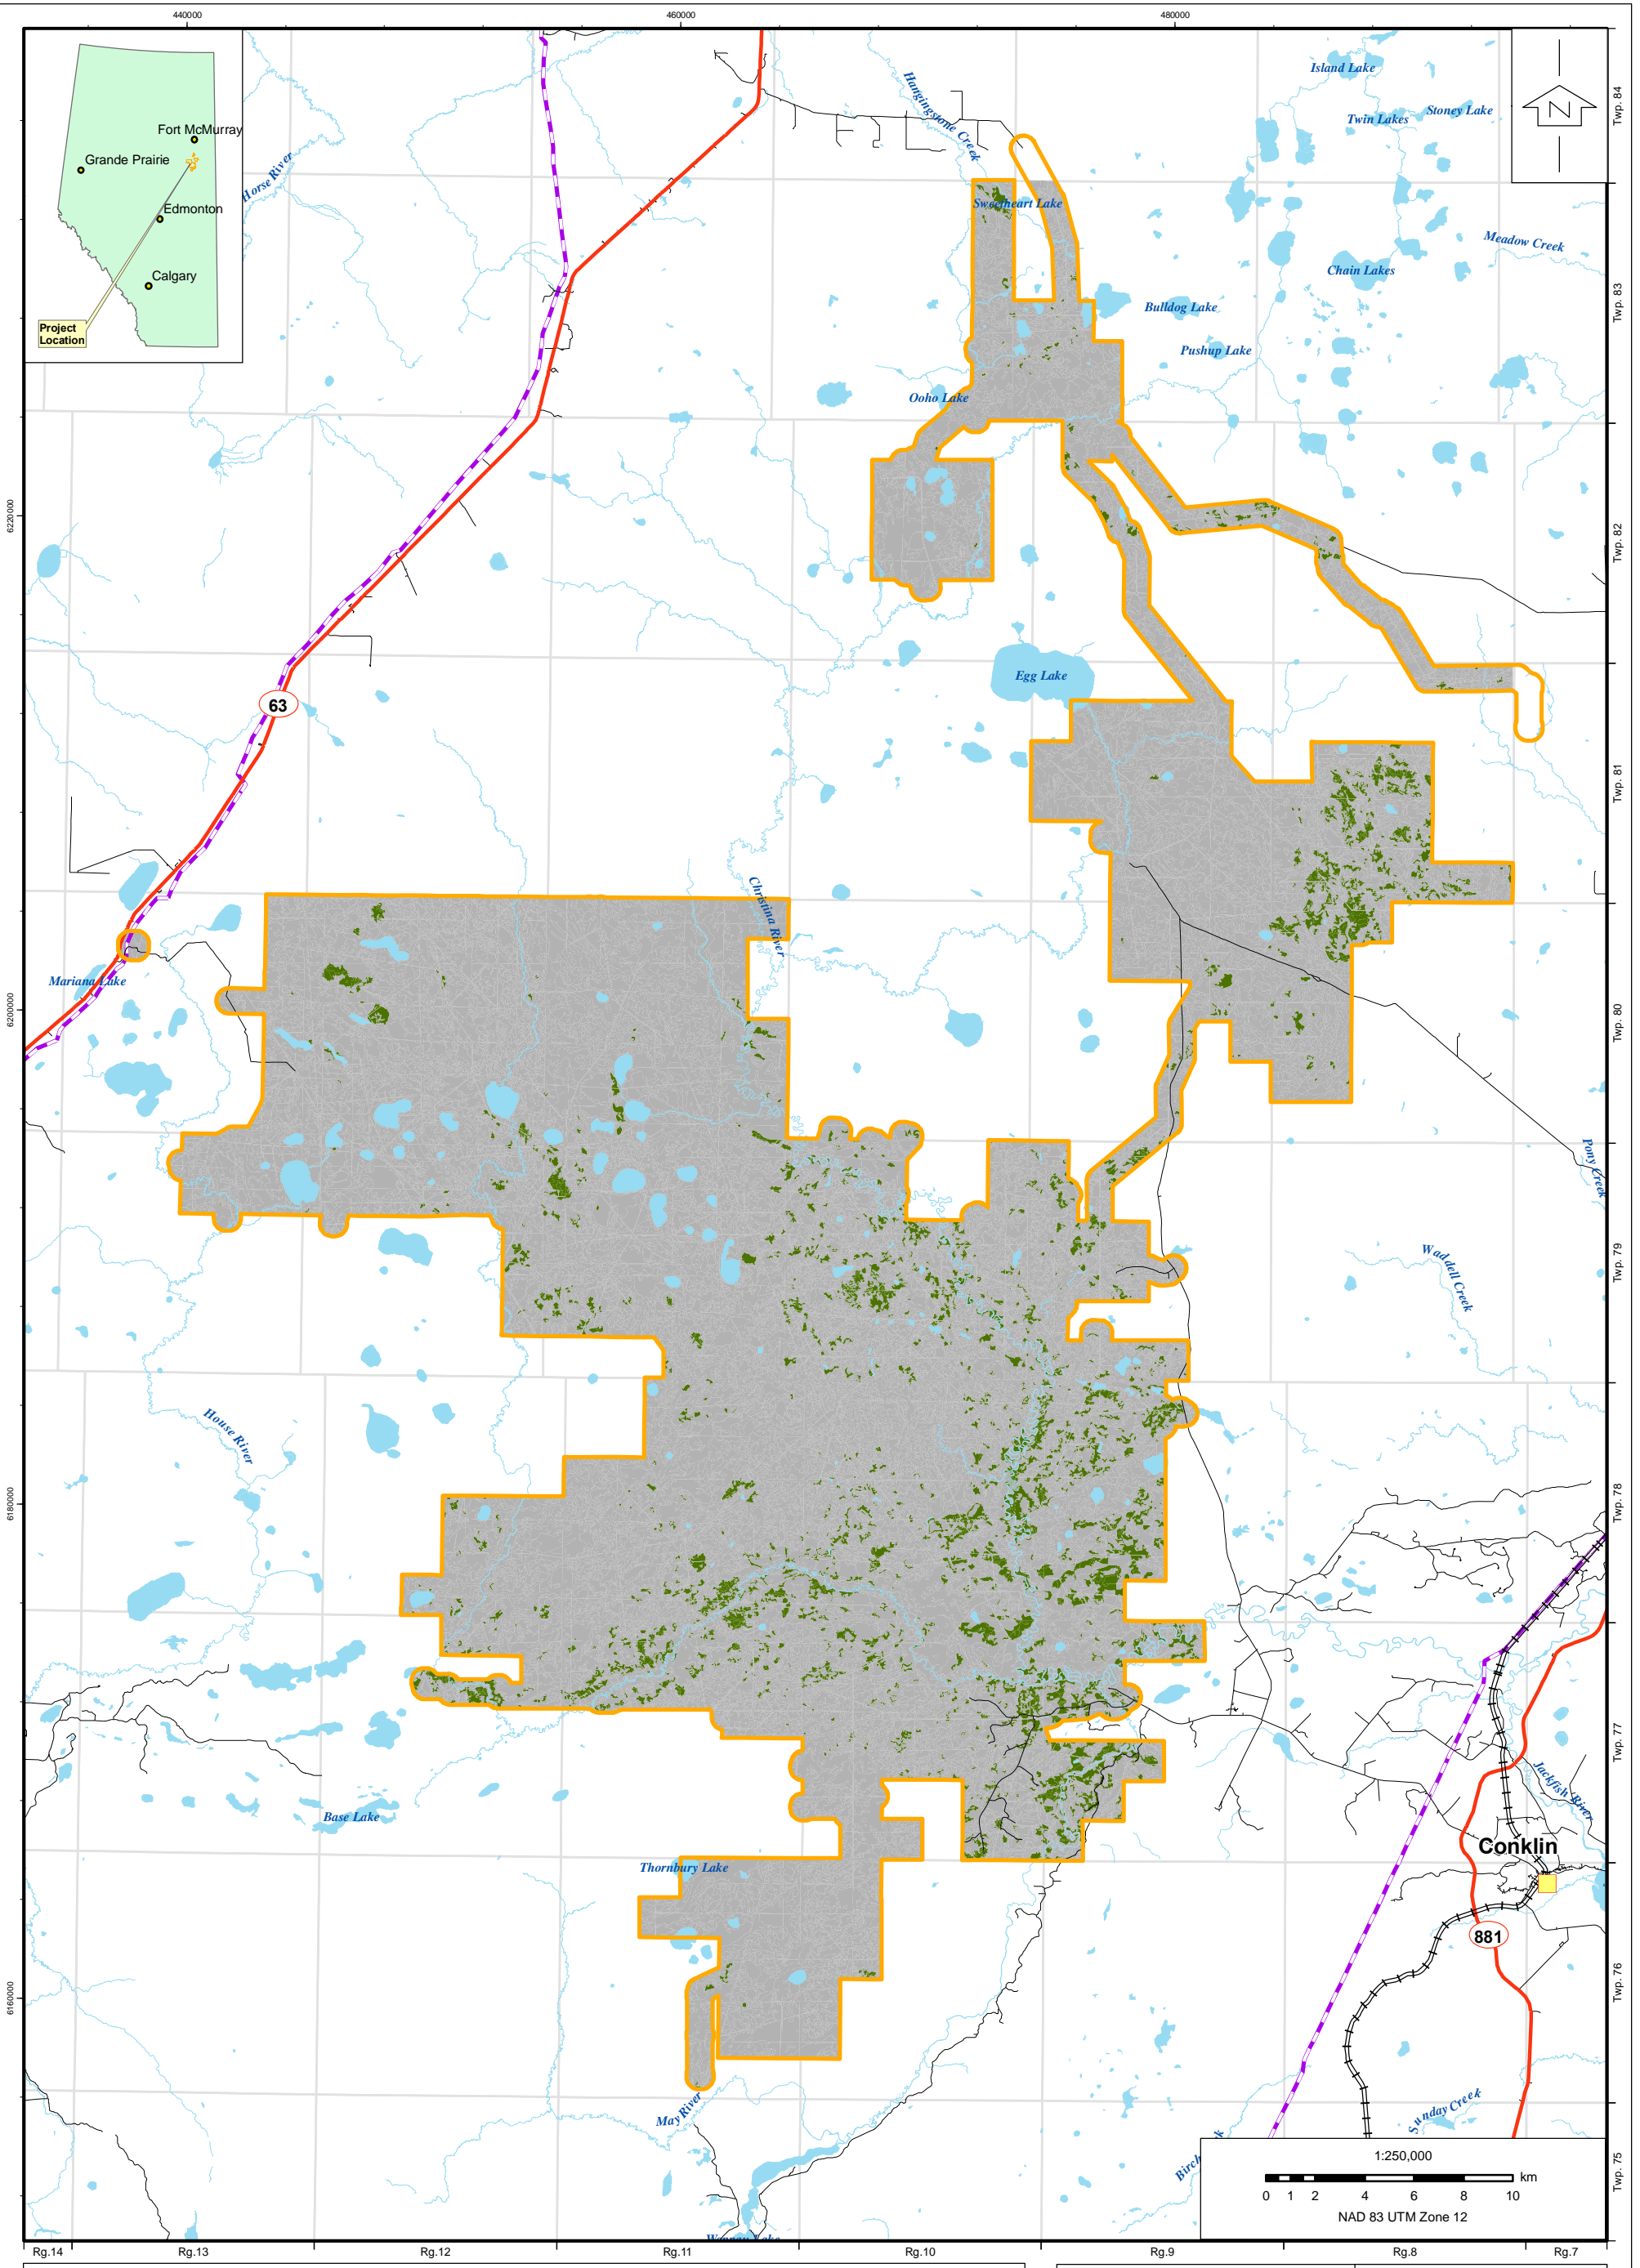 440000
460000
480000
Fort McMurray
Grande Prairie
Edmonton
Calgary
Project
Location
Horse River
Hangingstone Creek
Island Lake
Stoney Lake
Twin Lakes
Twp. 84
Sweetheart Lake
Meadow Creek
Chain Lakes
Bulldog Lake
Pushup Lake
Twp. 83
Ooho Lake
6220000
Twp. 82
Egg Lake
63
Twp. 81
Christina River
Mariana Lake
6200000
Twp. 80
Pony Creek
Waddell Creek
Twp. 79
House River
6180000
Twp. 78
Twp. 77
Jackfish River
Base Lake
Conklin
Thornbury Lake
881
6160000
Twp. 76
May River
Sunday Creek
Twp. 75
1:250,000
km
0 1 2 4 6 8 10
NAD 83 UTM Zone 12
Rg.14
Rg.13
Rg.12
Rg.11
Rg.10
Rg.9
Rg.8
Rg.7
N